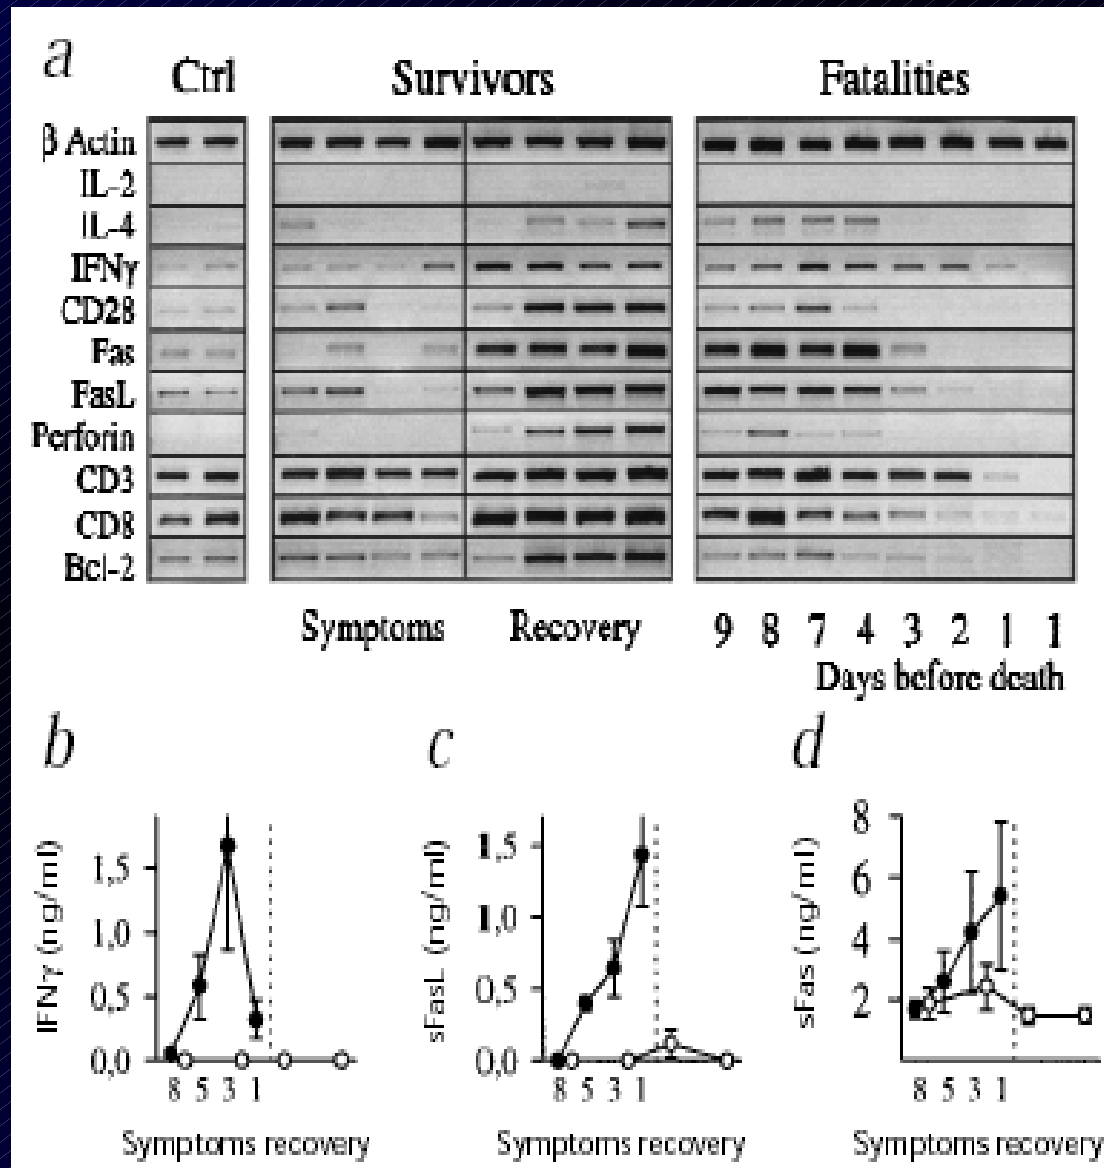 a
Ctrl Survivors Fatalities
β Actin
IL-2
IL-4
IFNγ
CD28
Fas
FasL
Perforin
CD3
CD8
Bcl-2
Symptoms Recovery 9 8 7 4 3 2 1 1
Days before death
b c d
IFNγ (ng/ml)
1,5
1,0
0,5
0,0
8 5 3 1
Symptoms recovery
sFasL (ng/ml)
1,5
1,0
0,5
0,0
8 5 3 1
Symptoms recovery
sFas (ng/ml)
8
6
4
2
8 5 3 1
Symptoms recovery